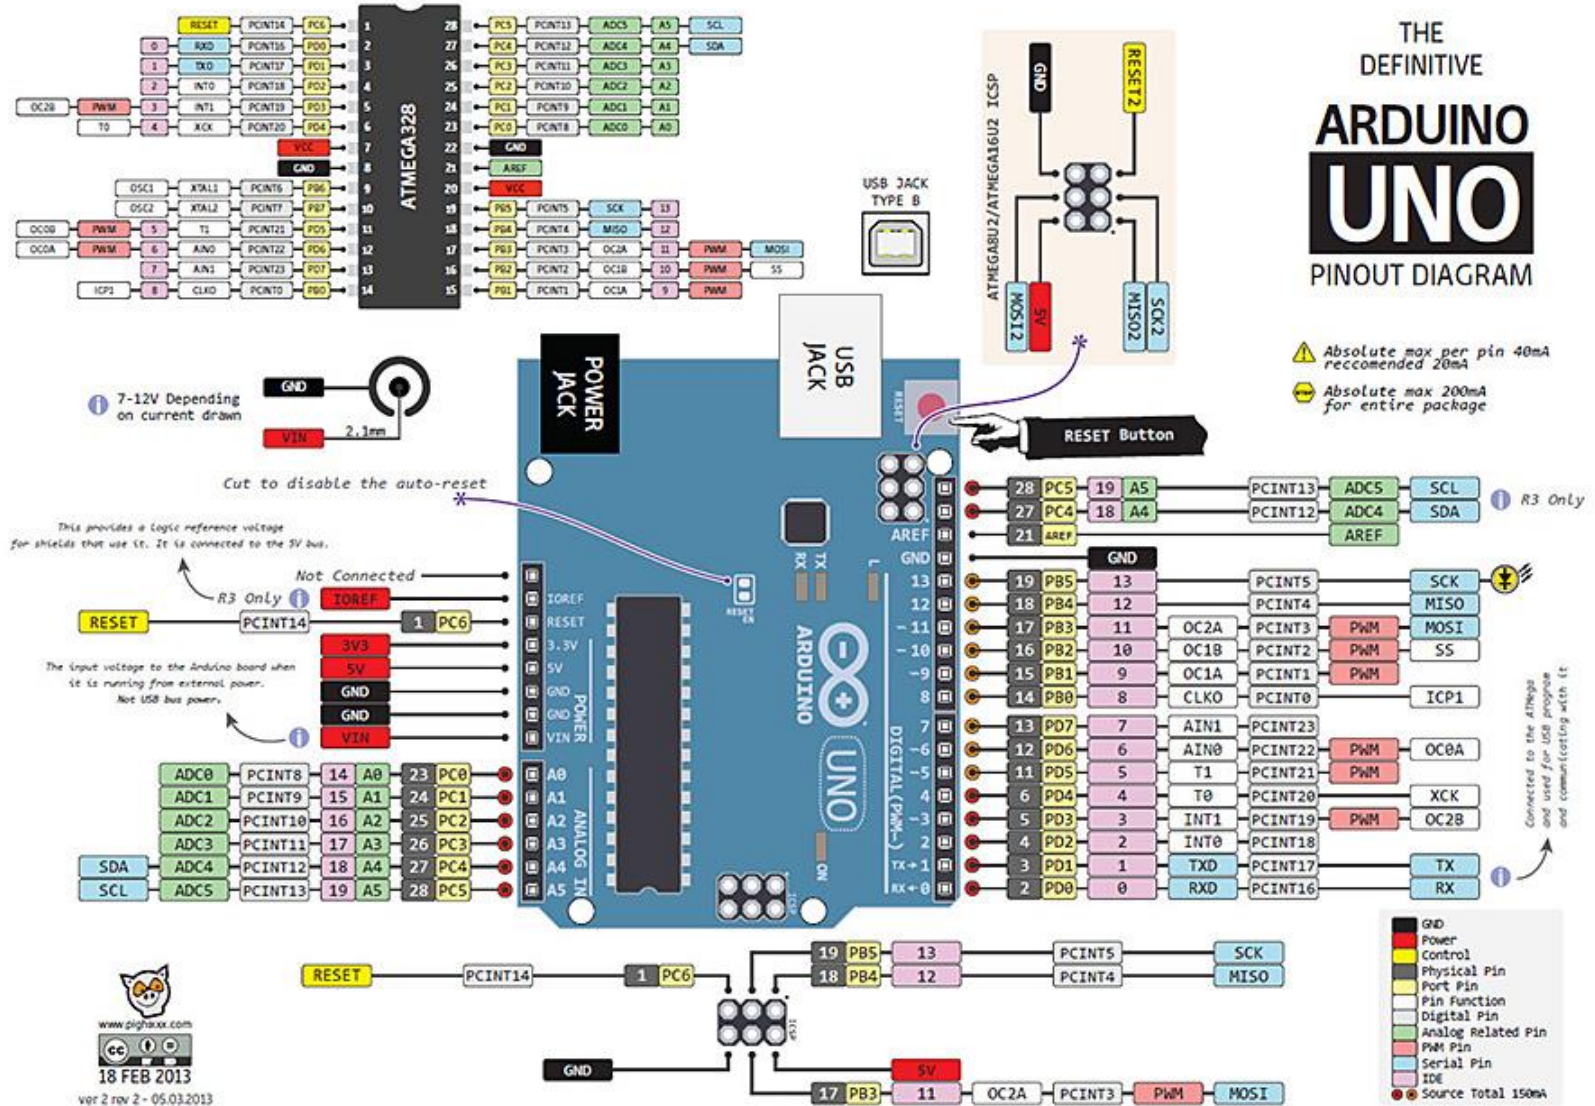 RESET PCINT14 PC6 1
0 RXD PCINT16 PD0 2
1 TXD PCINT17 PD1 3
2 INT0 PCINT18 PD2 4
OC2B PWM 3 INT1 PCINT19 PD3 5
T0 4 XCK PCINT20 PD4 6
VCC 7
GND 8
OSC1 XTAL1 PCINT6 PB6 9
OSC2 XTAL2 PCINT7 PB7 10
OC0B PWM 5 T1 PCINT21 PD5 11
OC0A PWM 6 AIN0 PCINT22 PD6 12
7 AIN1 PCINT23 PD7 13
ICP1 8 CLKO PCINT0 PB0 14
ATMEGA328
28 PC5 PCINT13 ADC5 A5 SCL
27 PC4 PCINT12 ADC4 A4 SDA
26 PC3 PCINT11 ADC3 A3
25 PC2 PCINT10 ADC2 A2
24 PC1 PCINT9 ADC1 A1
23 PC0 PCINT8 ADC0 A0
22 GND
21 AREF
20 VCC
19 PB5 PCINT5 SCK 13
18 PB4 PCINT4 MISO 12
17 PB3 PCINT3 OC2A 11 PWM MOSI
16 PB2 PCINT2 OC1B 10 PWM SS
15 PB1 PCINT1 OC1A 9 PWM
USB JACK
TYPE B
ATMEGA8U2/ATMEGA16U2 ICSP
GND
RESET2
MOSI2
5V
MISO2
SCK2
THE
DEFINITIVE
ARDUINO
UNO
PINOUT DIAGRAM
Absolute max per pin 40mA
reccomended 20mA
Absolute max 200mA
for entire package
7-12V Depending
on current drawn
GND
VIN 2.1mm
POWER
JACK
USB
JACK
RESET
RESET Button
Cut to disable the auto-reset
This provides a logic reference voltage
for shields that use it. It is connected to the 5V bus.
Not Connected
R3 Only IOREF
RESET PCINT14 1 PC6
3V3
5V
GND
GND
VIN
The input voltage to the Arduino board when
it is running from external power.
Not USB bus power.
ADC0 PCINT8 14 A0 23 PC0
ADC1 PCINT9 15 A1 24 PC1
ADC2 PCINT10 16 A2 25 PC2
ADC3 PCINT11 17 A3 26 PC3
SDA ADC4 PCINT12 18 A4 27 PC4
SCL ADC5 PCINT13 19 A5 28 PC5
IOREF
RESET
3.3V
5V
GND
GND
VIN
POWER
A0
A1
A2
A3
A4
A5
ANALOG IN
RESET
EN
RX
TX
L
ARDUINO
UNO
ON
ICSP
AREF
GND
13
12
~11
~10
~9
8
7
~6
~5
4
~3
2
TX→1
RX←0
DIGITAL (PWM~)
28 PC5 19 A5 PCINT13 ADC5 SCL
27 PC4 18 A4 PCINT12 ADC4 SDA
R3 Only
21 AREF AREF
GND
19 PB5 13 PCINT5 SCK
18 PB4 12 PCINT4 MISO
17 PB3 11 OC2A PCINT3 PWM MOSI
16 PB2 10 OC1B PCINT2 PWM SS
15 PB1 9 OC1A PCINT1 PWM
14 PB0 8 CLKO PCINT0 ICP1
13 PD7 7 AIN1 PCINT23
12 PD6 6 AIN0 PCINT22 PWM OC0A
11 PD5 5 T1 PCINT21 PWM
6 PD4 4 T0 PCINT20 XCK
5 PD3 3 INT1 PCINT19 PWM OC2B
4 PD2 2 INT0 PCINT18
3 PD1 1 TXD PCINT17 TX
2 PD0 0 RXD PCINT16 RX
Connected to the ATMega
and used for USB program
and communicating with it
19 PB5 13 PCINT5 SCK
18 PB4 12 PCINT4 MISO
RESET PCINT14 1 PC6
ICSP
GND
5V
17 PB3 11 OC2A PCINT3 PWM MOSI
GND
Power
Control
Physical Pin
Port Pin
Pin Function
Digital Pin
Analog Related Pin
PWM Pin
Serial Pin
IDE
Source Total 150mA
www.pighixxx.com
cc
18 FEB 2013
ver 2 rev 2 - 05.03.2013